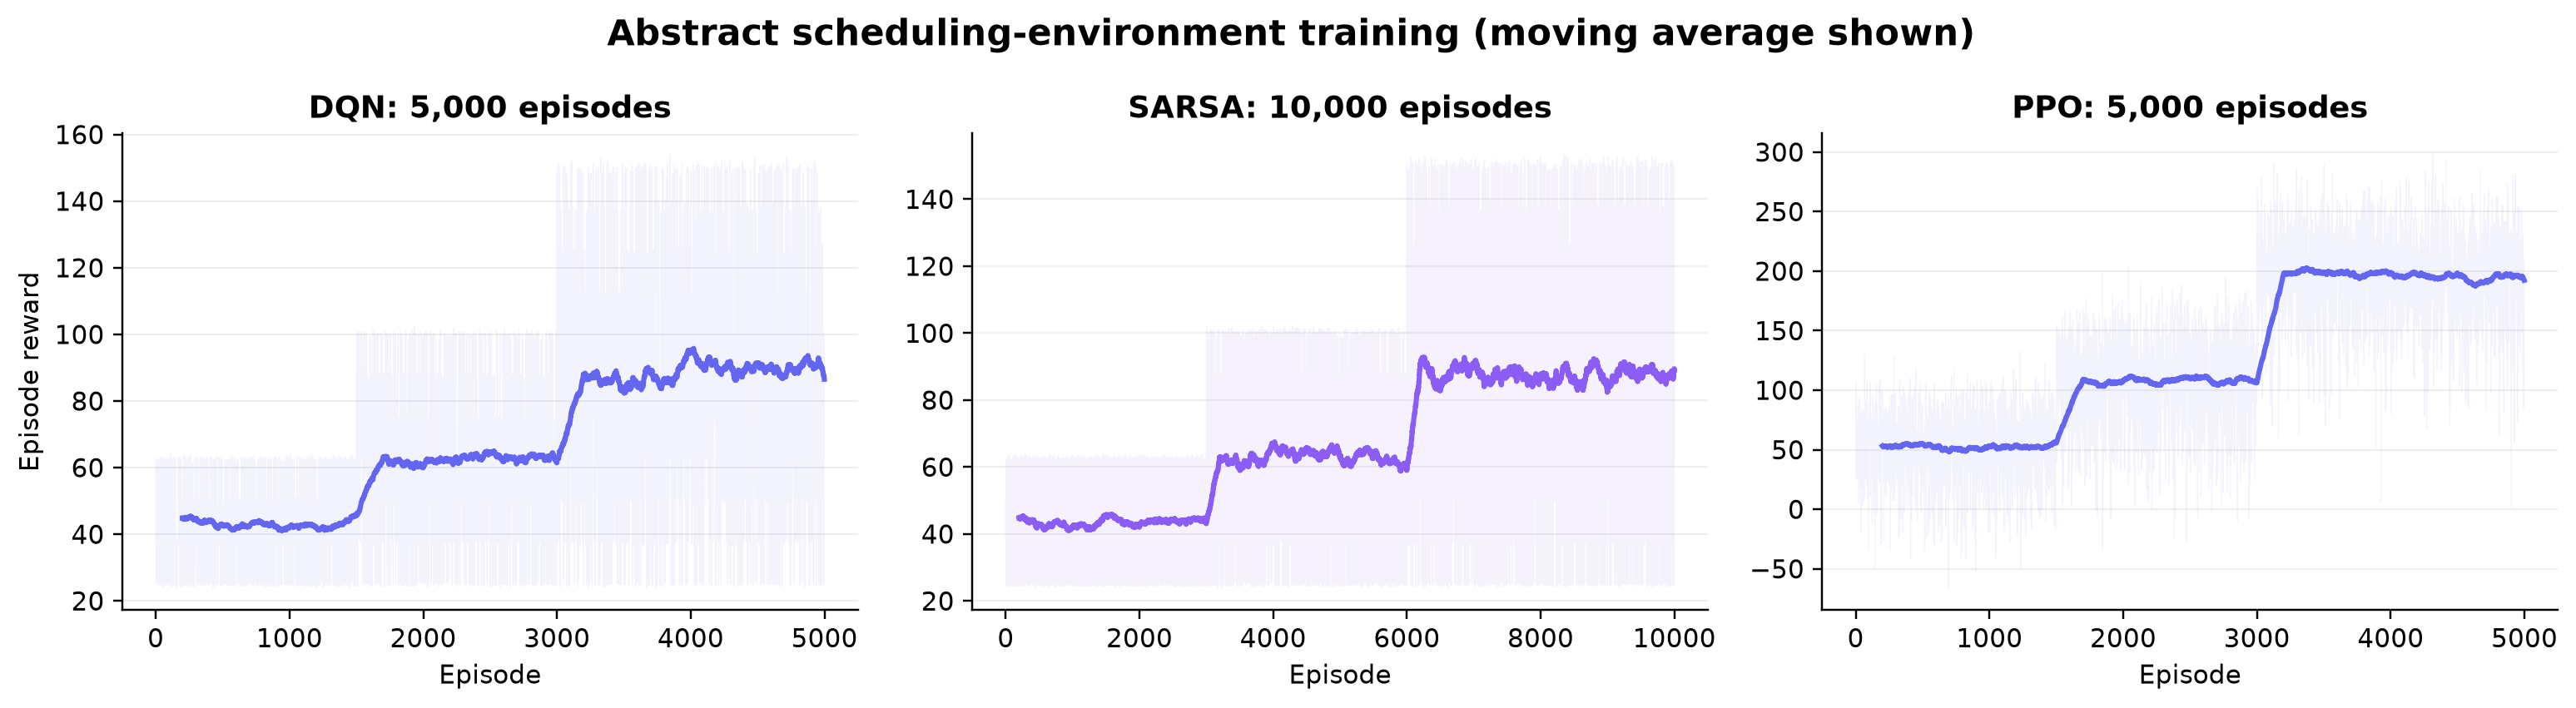 Abstract scheduling-environment training (moving average shown)
DQN: 5,000 episodes
160
140
120
100
80
60
40
20
Episode reward
0 1000 2000 3000 4000 5000
Episode
SARSA: 10,000 episodes
140
120
100
80
60
40
20
0 2000 4000 6000 8000 10000
Episode
PPO: 5,000 episodes
300
250
200
150
100
50
0
−50
0 1000 2000 3000 4000 5000
Episode